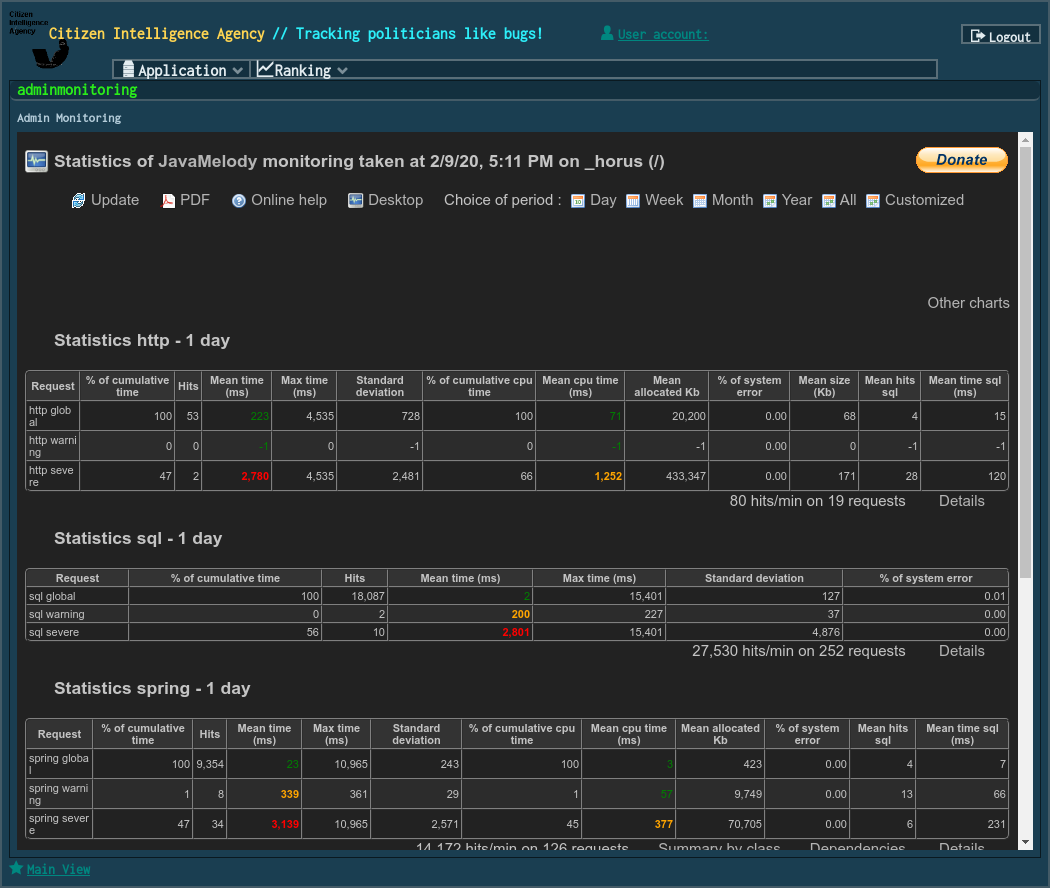 Citizen
Intelligence
Agency
Citizen Intelligence Agency // Tracking politicians like bugs!
User account:
Logout
Application
Ranking
adminmonitoring
Admin Monitoring
Statistics of JavaMelody monitoring taken at 2/9/20, 5:11 PM on _horus (/)
Donate
Update PDF Online help Desktop Choice of period : Day Week Month Year All Customized
Other charts
Statistics http - 1 day
Request % of cumulative time Hits Mean time (ms) Max time (ms) Standard deviation % of cumulative cpu time Mean cpu time (ms) Mean allocated Kb % of system error Mean size (Kb) Mean hits sql Mean time sql (ms)
http global 100 53 223 4,535 728 100 71 20,200 0.00 68 4 15
http warning 0 0 -1 0 -1 0 -1 -1 0.00 0 -1 -1
http severe 47 2 2,780 4,535 2,481 66 1,252 433,347 0.00 171 28 120
80 hits/min on 19 requests Details
Statistics sql - 1 day
Request % of cumulative time Hits Mean time (ms) Max time (ms) Standard deviation % of system error
sql global 100 18,087 2 15,401 127 0.01
sql warning 0 2 200 227 37 0.00
sql severe 56 10 2,801 15,401 4,876 0.00
27,530 hits/min on 252 requests Details
Statistics spring - 1 day
Request % of cumulative time Hits Mean time (ms) Max time (ms) Standard deviation % of cumulative cpu time Mean cpu time (ms) Mean allocated Kb % of system error Mean hits sql Mean time sql (ms)
spring global 100 9,354 23 10,965 243 100 3 423 0.00 4 7
spring warning 1 8 339 361 29 1 57 9,749 0.00 13 66
spring severe 47 34 3,139 10,965 2,571 45 377 70,705 0.00 6 231
14,172 hits/min on 126 requests Summary by class Dependencies Details
Main View